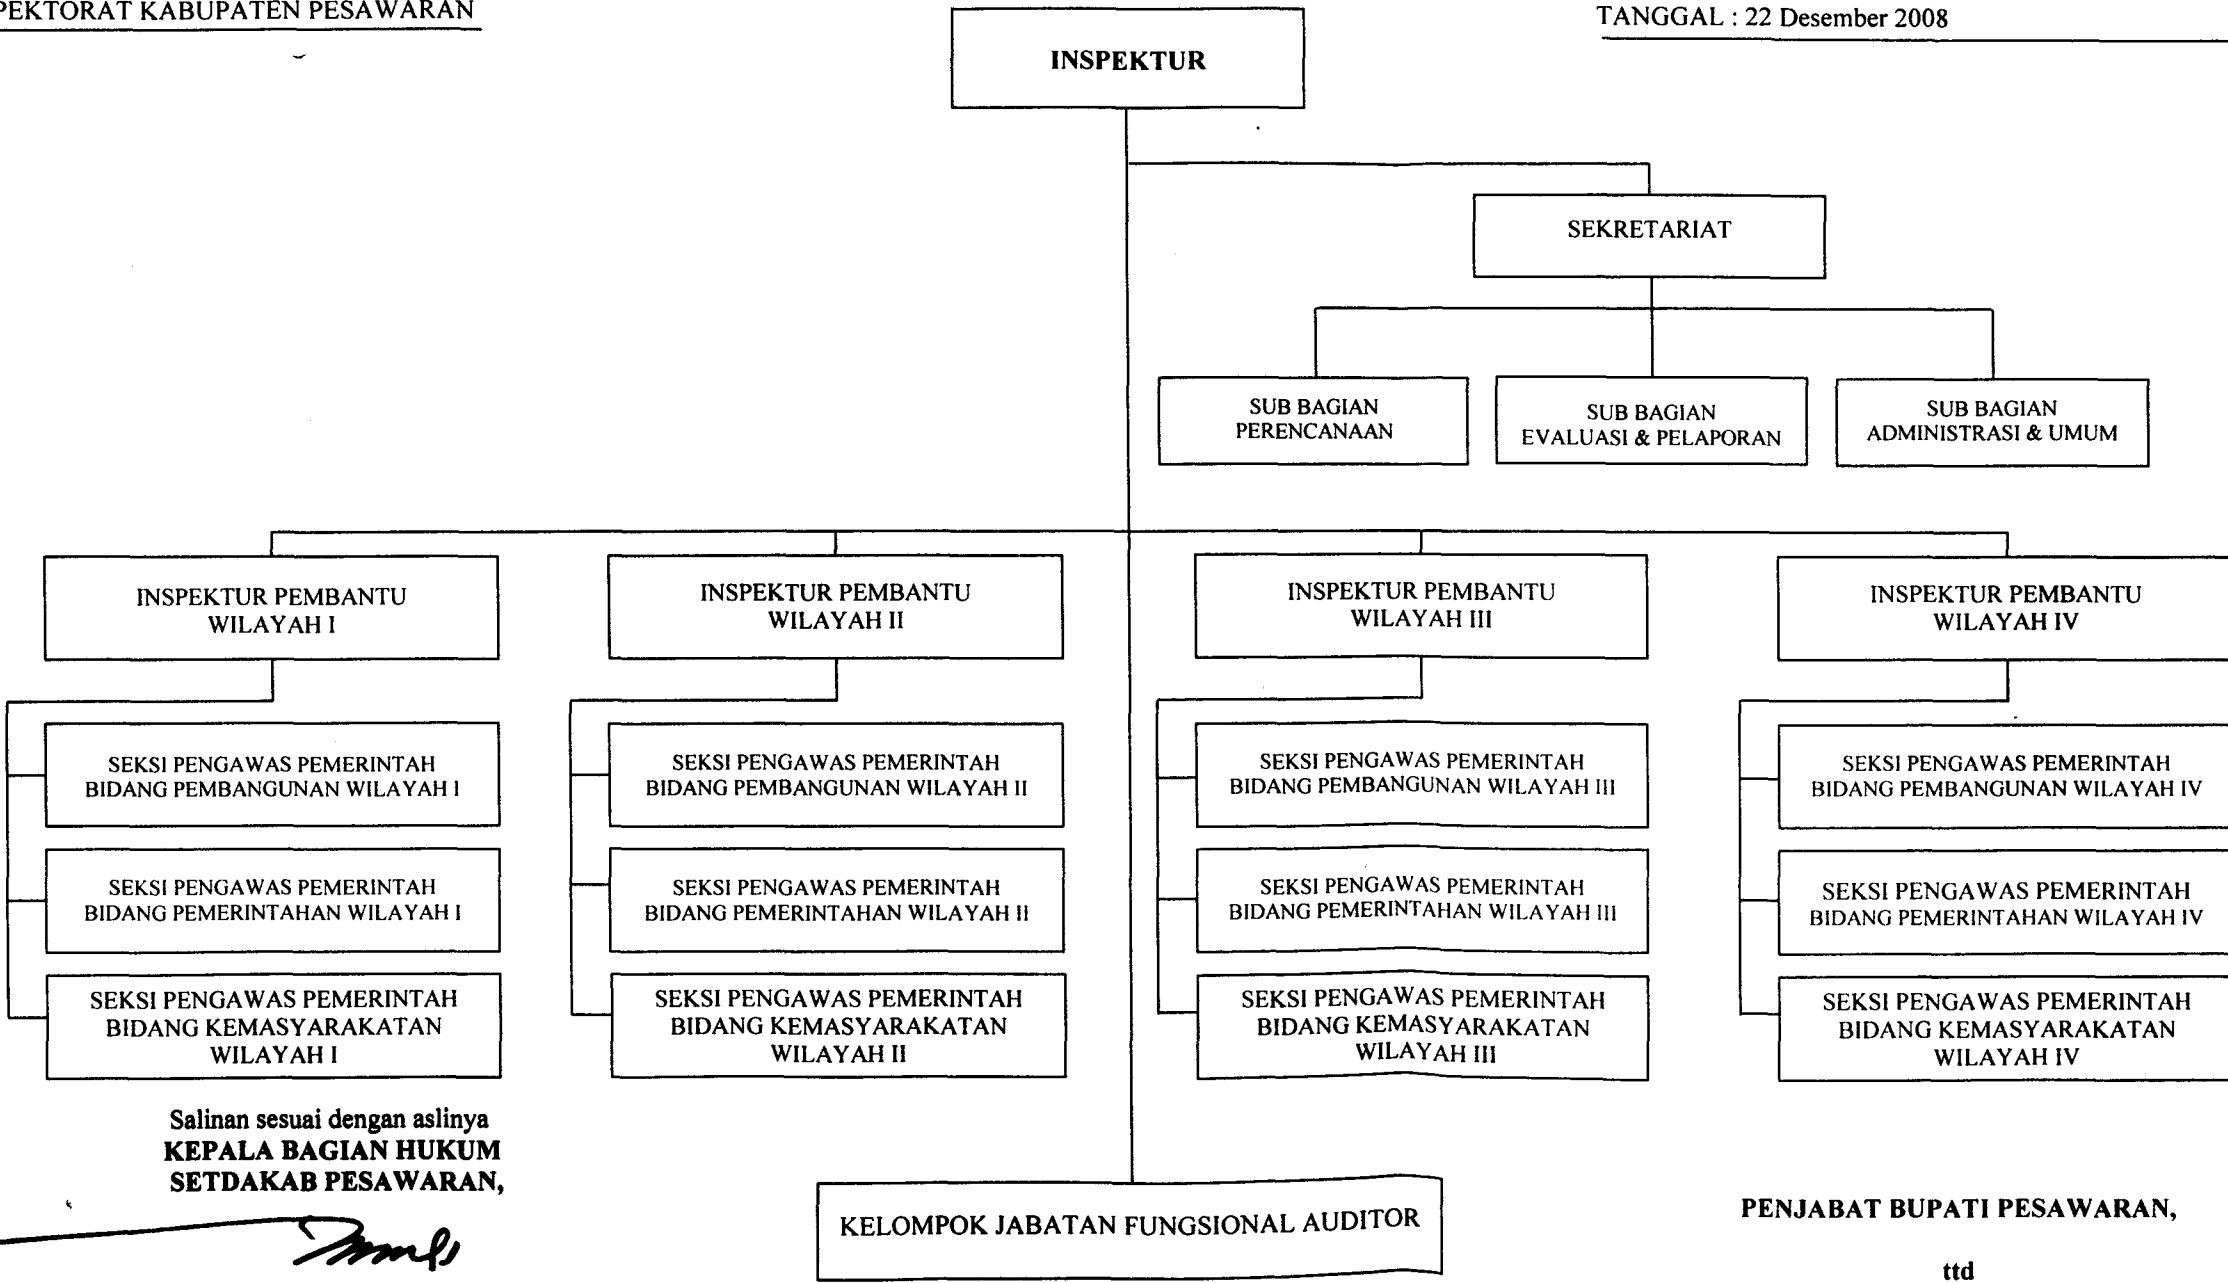 PEKTORAT KABUPATEN PESAWARAN
TANGGAL : 22 Desember 2008
INSPEKTUR
SEKRETARIAT
SUB BAGIAN
PERENCANAAN
SUB BAGIAN
EVALUASI & PELAPORAN
SUB BAGIAN
ADMINISTRASI & UMUM
INSPEKTUR PEMBANTU
WILAYAH I
INSPEKTUR PEMBANTU
WILAYAH II
INSPEKTUR PEMBANTU
WILAYAH III
INSPEKTUR PEMBANTU
WILAYAH IV
SEKSI PENGAWAS PEMERINTAH
BIDANG PEMBANGUNAN WILAYAH I
SEKSI PENGAWAS PEMERINTAH
BIDANG PEMBANGUNAN WILAYAH II
SEKSI PENGAWAS PEMERINTAH
BIDANG PEMBANGUNAN WILAYAH III
SEKSI PENGAWAS PEMERINTAH
BIDANG PEMBANGUNAN WILAYAH IV
SEKSI PENGAWAS PEMERINTAH
BIDANG PEMERINTAHAN WILAYAH I
SEKSI PENGAWAS PEMERINTAH
BIDANG PEMERINTAHAN WILAYAH II
SEKSI PENGAWAS PEMERINTAH
BIDANG PEMERINTAHAN WILAYAH III
SEKSI PENGAWAS PEMERINTAH
BIDANG PEMERINTAHAN WILAYAH IV
SEKSI PENGAWAS PEMERINTAH
BIDANG KEMASYARAKATAN
WILAYAH I
SEKSI PENGAWAS PEMERINTAH
BIDANG KEMASYARAKATAN
WILAYAH II
SEKSI PENGAWAS PEMERINTAH
BIDANG KEMASYARAKATAN
WILAYAH III
SEKSI PENGAWAS PEMERINTAH
BIDANG KEMASYARAKATAN
WILAYAH IV
Salinan sesuai dengan aslinya
KEPALA BAGIAN HUKUM
SETDAKAB PESAWARAN,
KELOMPOK JABATAN FUNGSIONAL AUDITOR
PENJABAT BUPATI PESAWARAN,
ttd